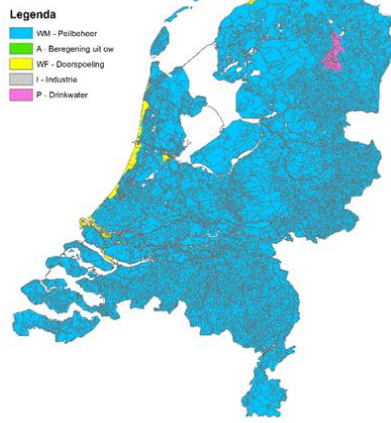 Legenda
WM - Peilbeheer
A - Beregening uit ow
WF - Doorspoeling
I - Industrie
P - Drinkwater